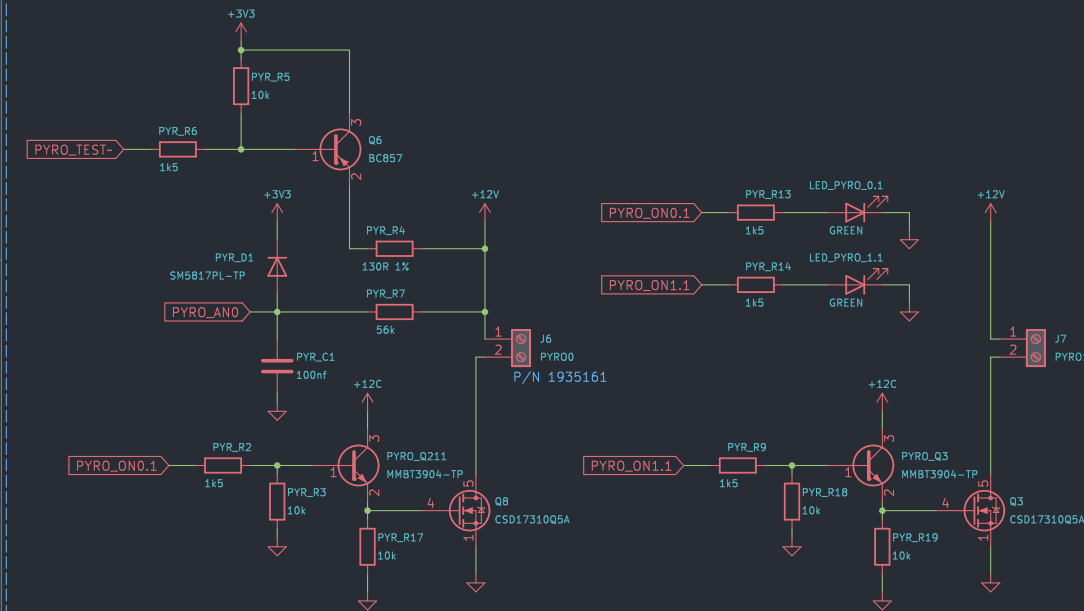 +3V3
PYR_R5
10k
PYR_R6
PYRO_TEST~
1k5
1
3
2
Q6
BC857
+3V3
+12V
PYR_R4
130R 1%
PYR_D1
SM5817PL-TP
PYRO_AN0
PYR_R7
56k
PYR_C1
100nf
1
2
J6
PYRO0
P/N 1935161
+12C
PYR_R2
PYRO_ON0.1
1k5
PYR_R3
10k
1
3
2
PYRO_Q211
MMBT3904-TP
PYR_R17
10k
4
5
1
Q8
CSD17310Q5A
LED_PYRO_0.1
PYR_R13
PYRO_ON0.1
1k5
GREEN
LED_PYRO_1.1
PYR_R14
PYRO_ON1.1
1k5
GREEN
+12V
1
2
J7
+12C
PYR_R9
PYRO_ON1.1
1k5
PYR_R18
10k
1
3
2
PYRO_Q3
MMBT3904-TP
PYR_R19
10k
4
5
1
Q3
CSD17310Q5A